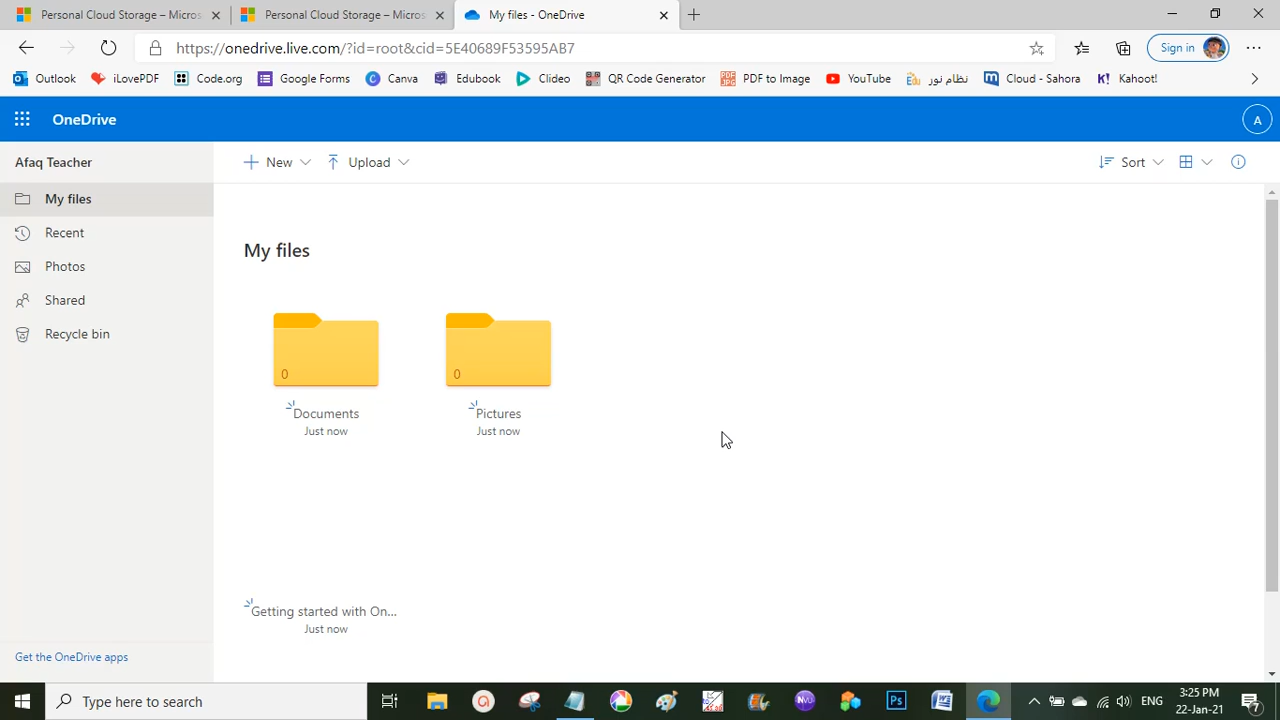 Personal Cloud Storage – Micros
Personal Cloud Storage – Micros
My files - OneDrive
https://onedrive.live.com/?id=root&cid=5E40689F53595AB7
Sign in
Outlook
iLovePDF
Code.org
Google Forms
Canva
Edubook
Clideo
QR Code Generator
PDF to Image
YouTube
نظام نور
Cloud - Sahora
Kahoot!
OneDrive
A
Afaq Teacher
New
Upload
Sort
My files
Recent
Photos
Shared
Recycle bin
My files
0
0
Documents
Pictures
Just now
Just now
Getting started with On...
Just now
Get the OneDrive apps
Type here to search
ENG
3:25 PM
22-Jan-21
7